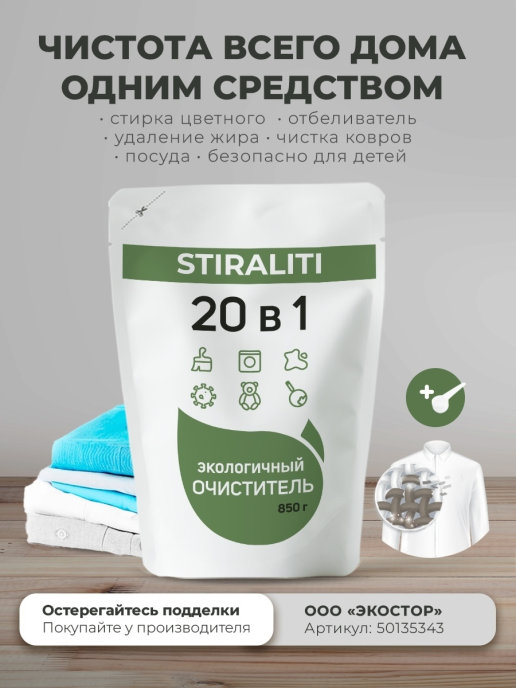 ЧИСТОТА ВСЕГО ДОМА
ОДНИМ СРЕДСТВОМ
· стирка цветного · отбеливатель
· удаление жира · чистка ковров
· посуда · безопасно для детей
STIRALITI
20 в 1
экологичный
ОЧИСТИТЕЛЬ
850 г
Остерегайтесь подделки
Покупайте у производителя
ООО «ЭКОСТОР»
Артикул: 50135343